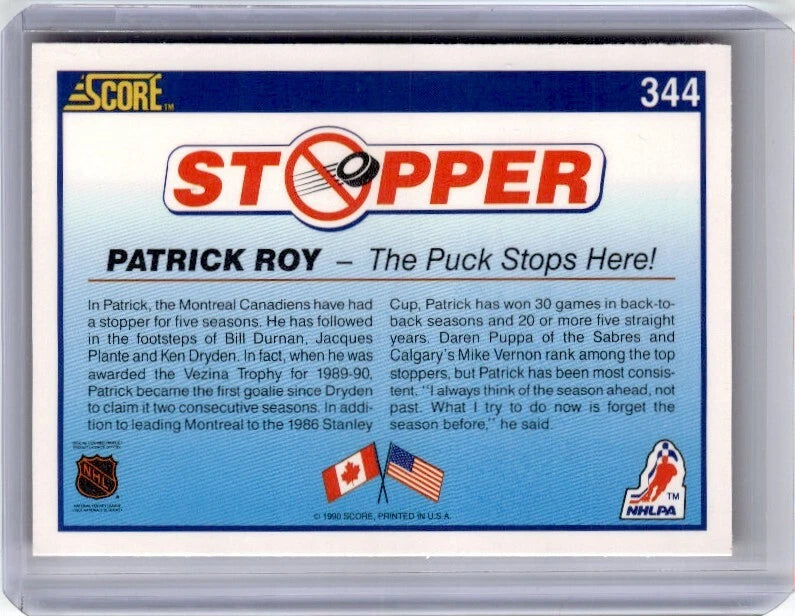 SCORE TM
344
STOPPER
PATRICK ROY – The Puck Stops Here!
In Patrick, the Montreal Canadiens have had
a stopper for five seasons. He has followed
in the footsteps of Bill Durnan, Jacques
Plante and Ken Dryden. In fact, when he was
awarded the Vezina Trophy for 1989-90,
Patrick became the first goalie since Dryden
to claim it two consecutive seasons. In addi-
tion to leading Montreal to the 1986 Stanley
Cup, Patrick has won 30 games in back-to-
back seasons and 20 or more five straight
years. Daren Puppa of the Sabres and
Calgary's Mike Vernon rank among the top
stoppers, but Patrick has been most consis-
tent. "I always think of the season ahead, not
past. What I try to do now is forget the
season before," he said.
NHL
TM
NHLPA
© 1990 SCORE, PRINTED IN U.S.A.